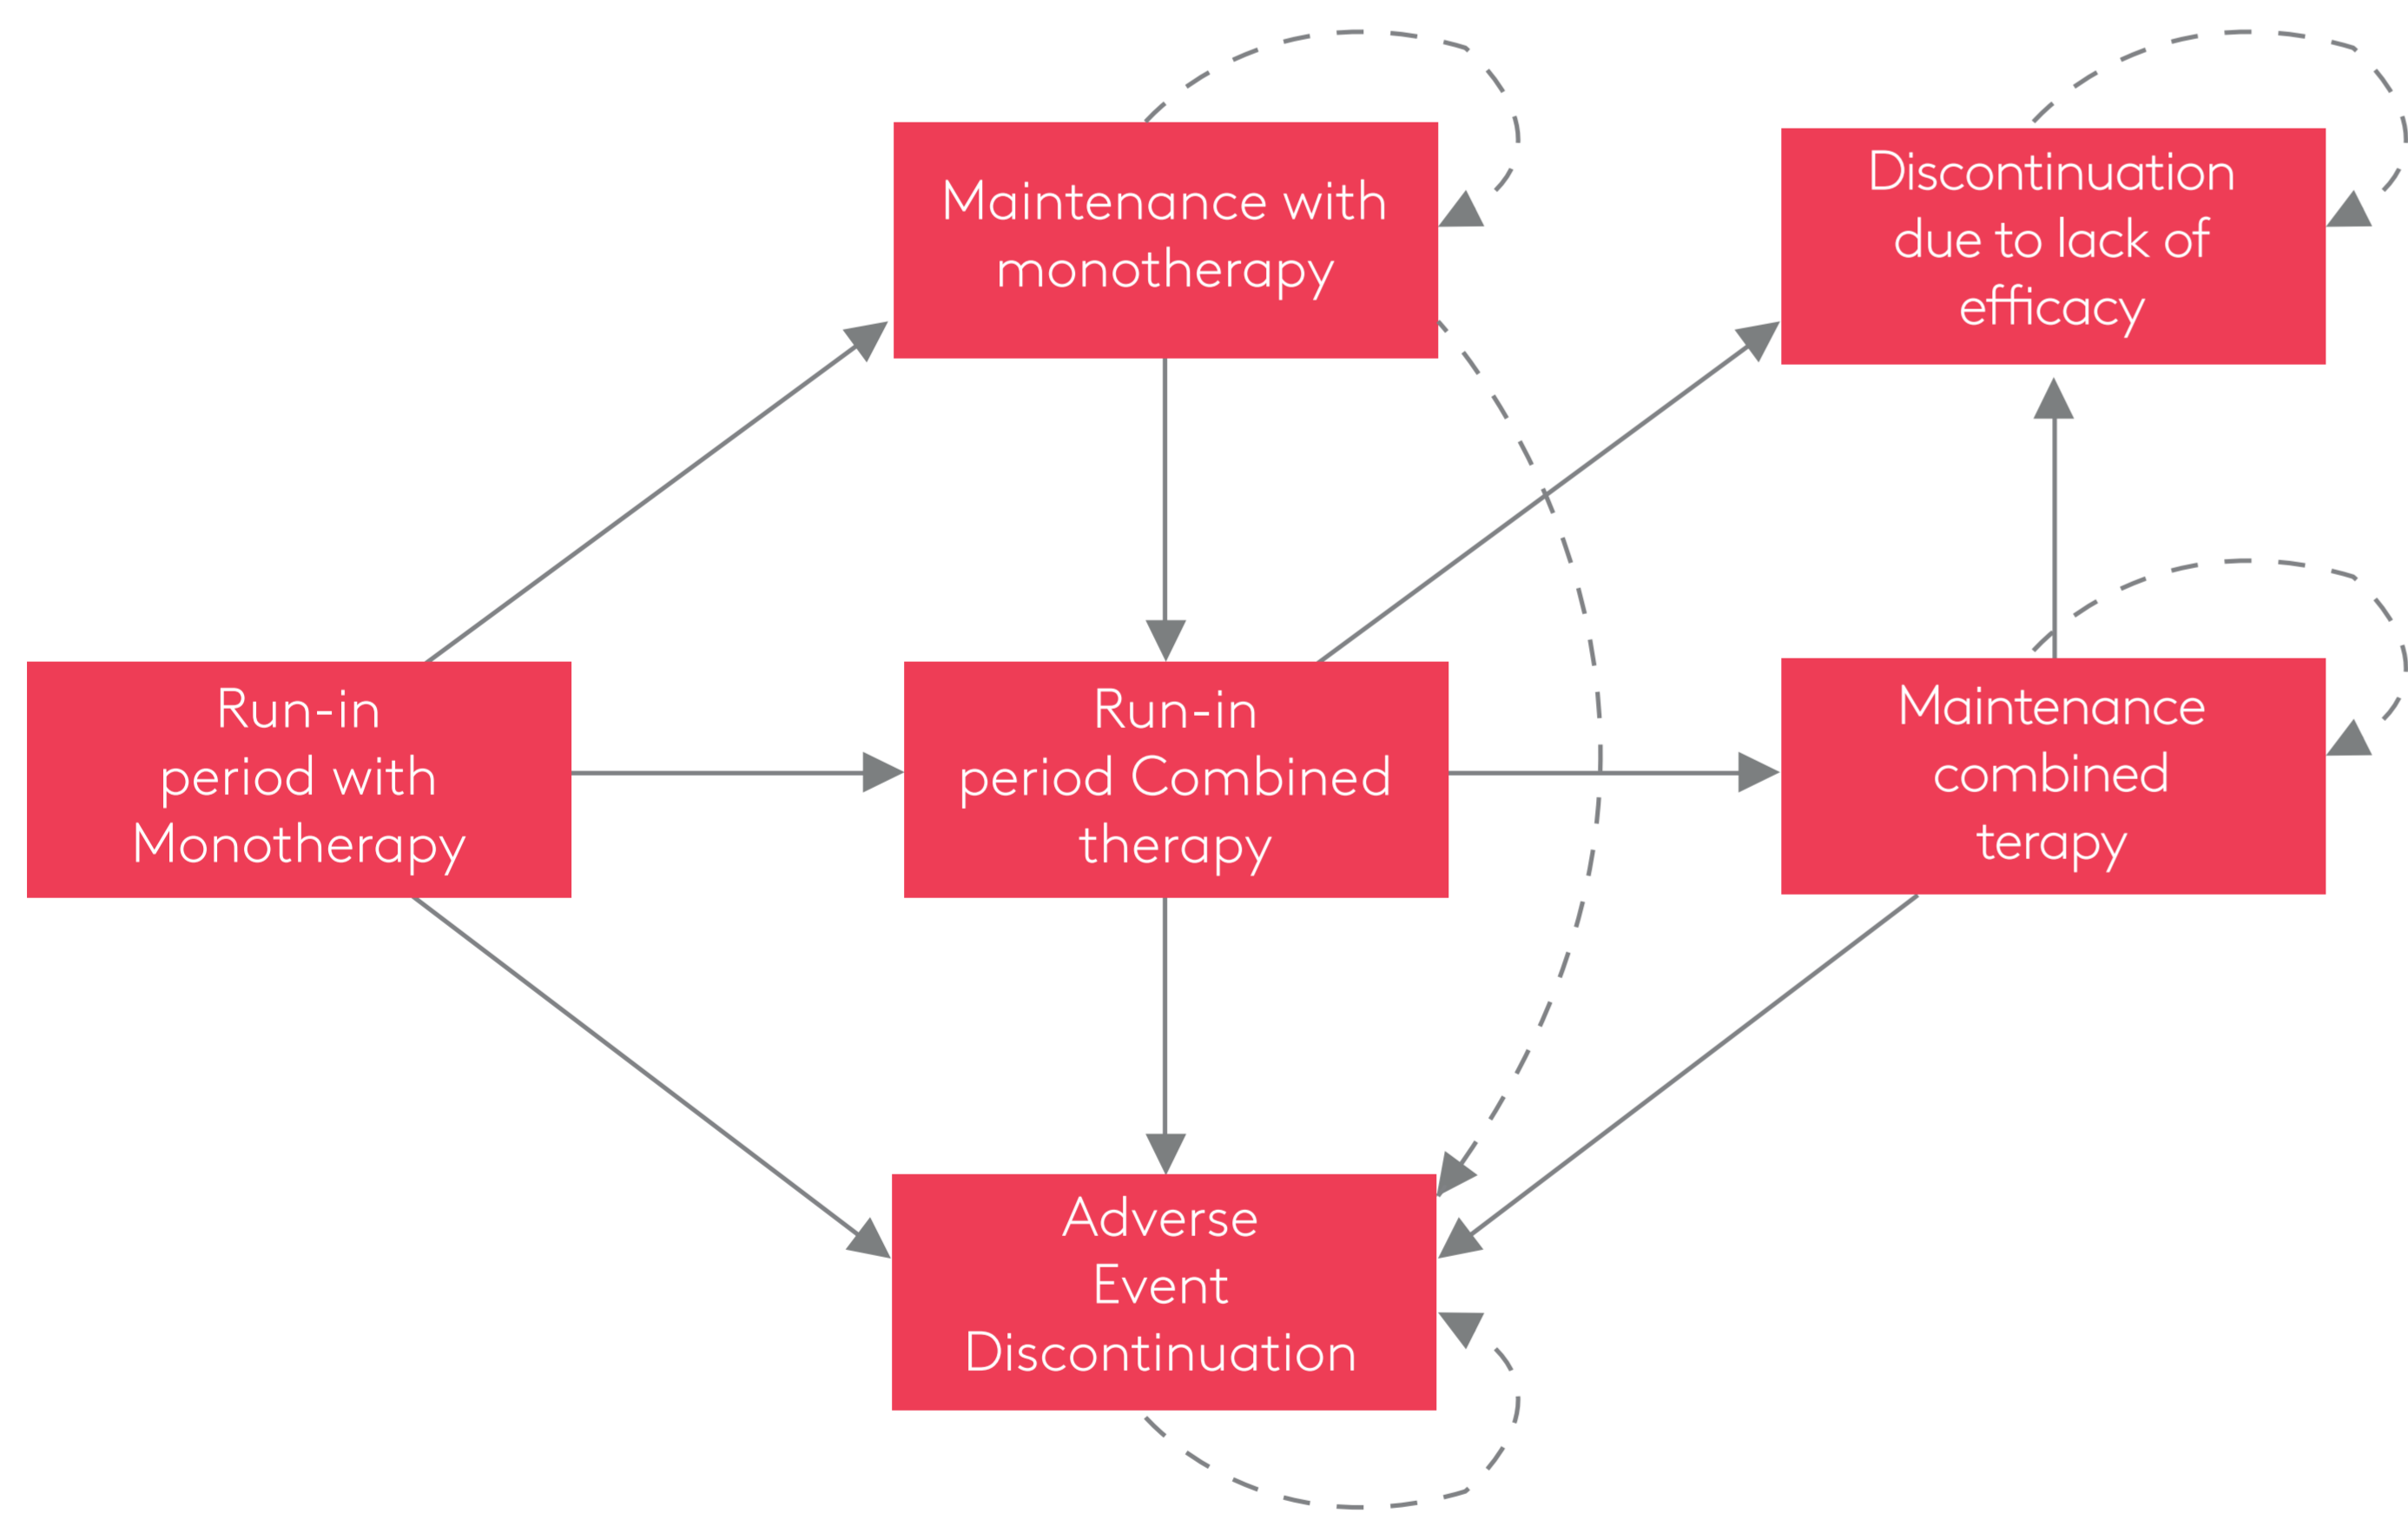 Maintenance with
monotherapy
Discontinuation
due to lack of
efficacy
Run-in
period with
Monotherapy
Run-in
period Combined
therapy
Maintenance
combined
terapy
Adverse
Event
Discontinuation